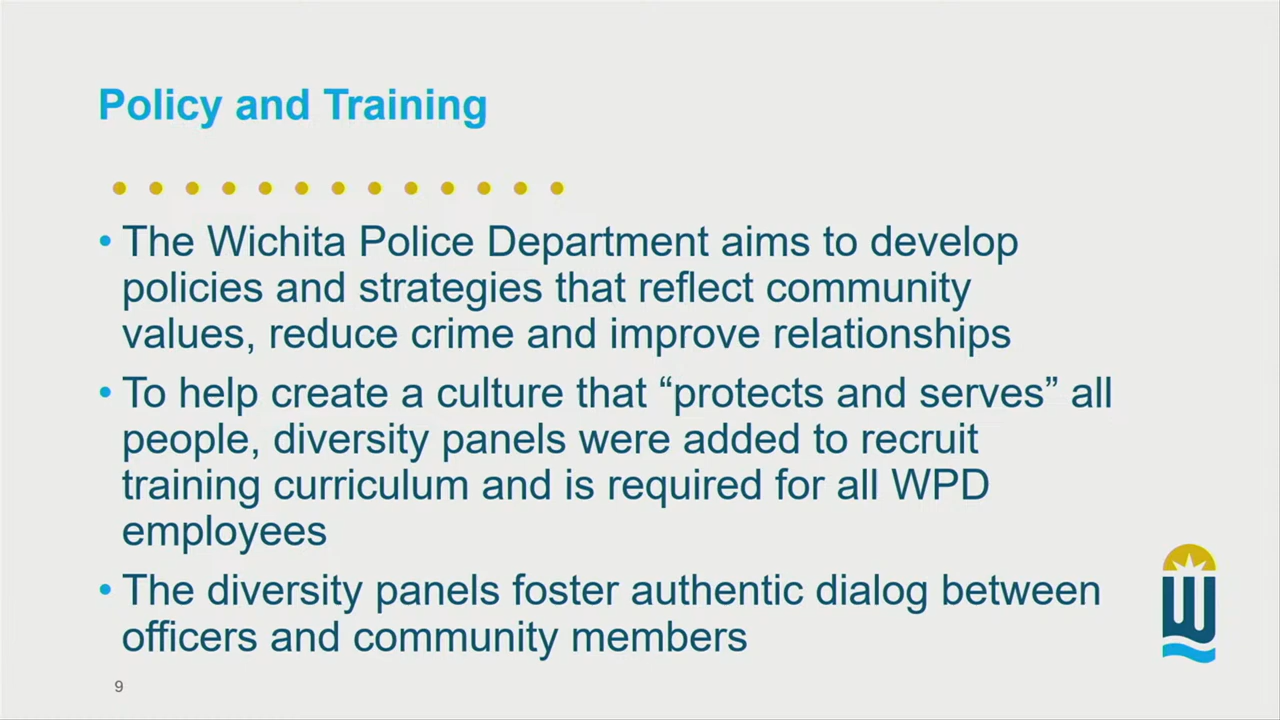 Policy and Training
• The Wichita Police Department aims to develop
policies and strategies that reflect community
values, reduce crime and improve relationships
• To help create a culture that “protects and serves” all
people, diversity panels were added to recruit
training curriculum and is required for all WPD
employees
• The diversity panels foster authentic dialog between
officers and community members
W
9